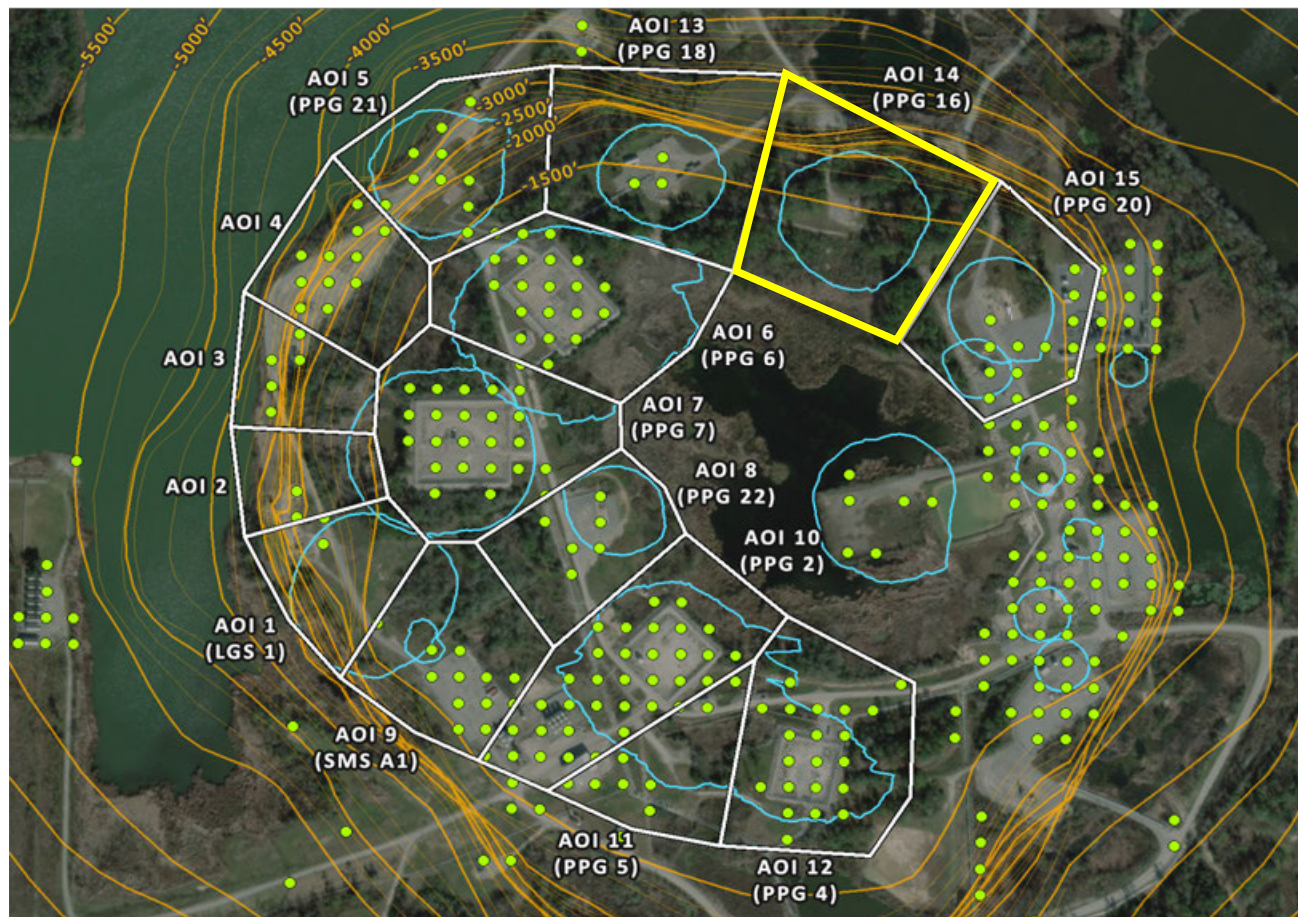 -5500'
-5000'
-4500'
-4000'
-3500'
-3000'
-2500'
-2000'
-1500'
AOI 13
(PPG 18)
AOI 14
(PPG 16)
AOI 5
(PPG 21)
AOI 15
(PPG 20)
AOI 4
AOI 3
AOI 6
(PPG 6)
AOI 7
(PPG 7)
AOI 8
(PPG 22)
AOI 2
AOI 10
(PPG 2)
AOI 1
(LGS 1)
AOI 9
(SMS A1)
AOI 11
(PPG 5)
AOI 12
(PPG 4)